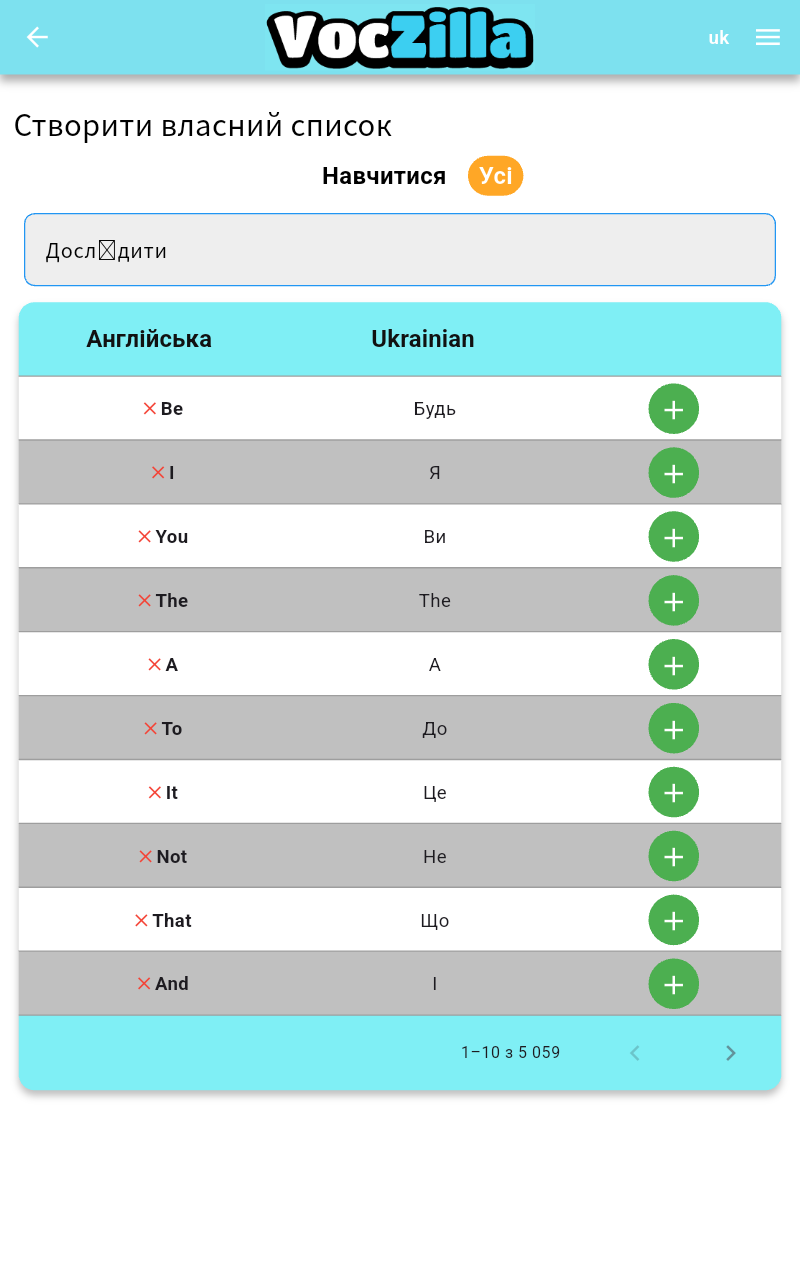 VocZilla
uk
Створити власний список
Навчитися Усі
Досл☒дити
Англійська Ukrainian
Be Будь
I Я
You Ви
The The
A А
To До
It Це
Not Не
That Що
And І
1–10 з 5 059